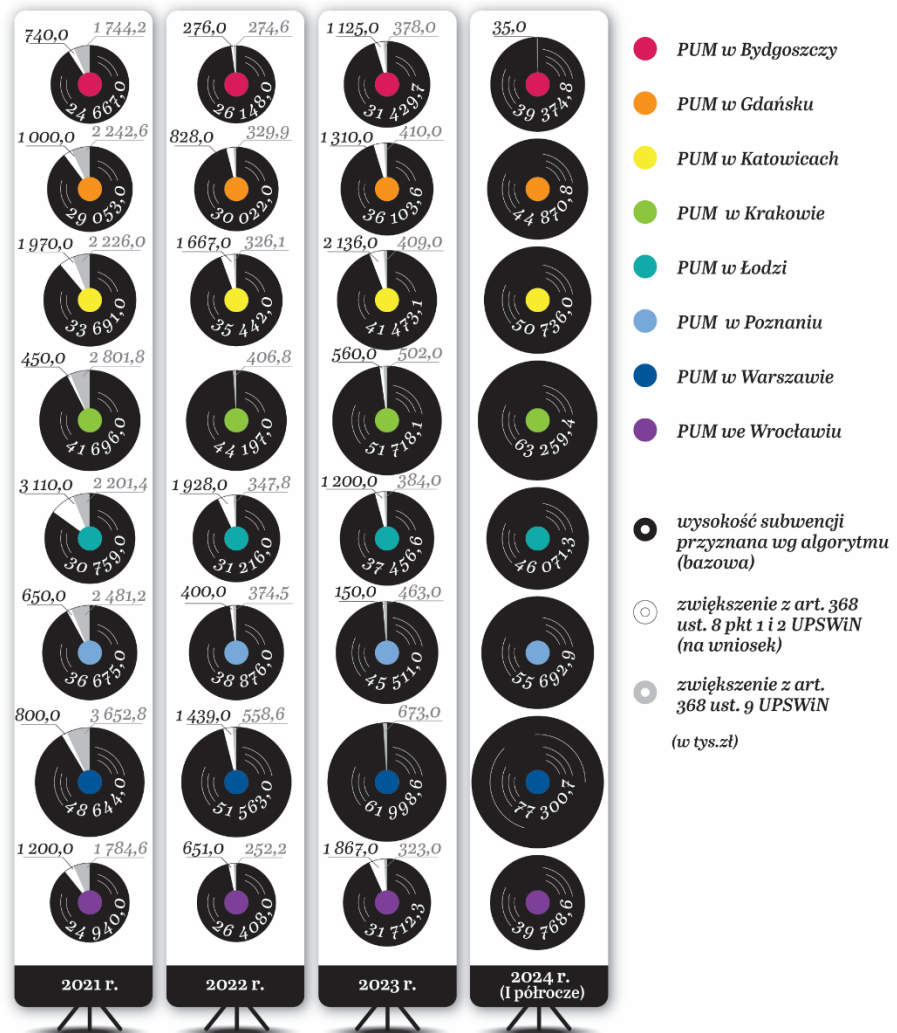 740,0 1 744,2
24 667,0
1 000,0 2 242,6
29 053,0
1 970,0 2 226,0
33 691,0
450,0 2 801,8
41 696,0
3 110,0 2 201,4
30 759,0
650,0 2 481,2
36 675,0
800,0 3 652,8
48 644,0
1 200,0 1 784,6
24 940,0
2021 r.
276,0 274,6
26 148,0
828,0 329,9
30 022,0
1 667,0 326,1
35 442,0
406,8
44 197,0
1 928,0 347,8
31 216,0
400,0 374,5
38 876,0
1 439,0 558,6
51 563,0
651,0 252,2
26 408,0
2022 r.
1 125,0 378,0
31 429,7
1 310,0 410,0
36 103,6
2 136,0 409,0
41 473,1
560,0 502,0
51 718,1
1 200,0 384,0
37 456,6
150,0 463,0
45 511,0
673,0
61 998,6
1 867,0 323,0
31 712,3
2023 r.
35,0
39 374,8
44 870,8
50 736,0
63 259,4
46 071,3
55 692,9
77 300,7
39 768,6
2024 r.
(I półrocze)
PUM w Bydgoszczy
PUM w Gdańsku
PUM w Katowicach
PUM w Krakowie
PUM w Łodzi
PUM w Poznaniu
PUM w Warszawie
PUM we Wrocławiu
wysokość subwencji
przyznana wg algorytmu
(bazowa)
zwiększenie z art. 368
ust. 8 pkt 1 i 2 UPSWiN
(na wniosek)
zwiększenie z art.
368 ust. 9 UPSWiN
(w tys.zł)